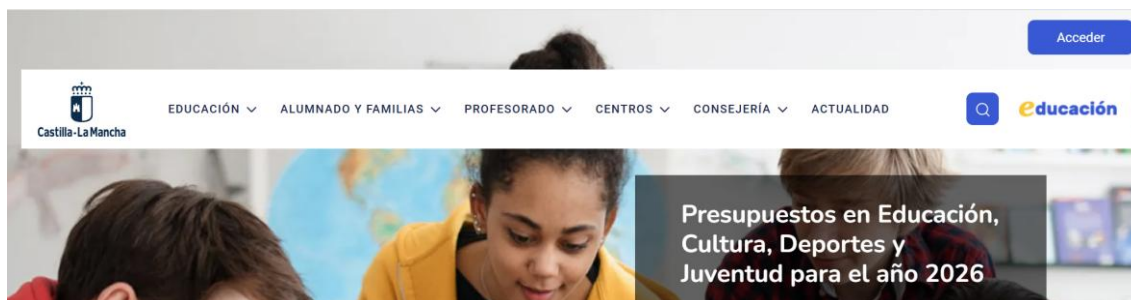 Acceder
Castilla-La Mancha
EDUCACIÓN ALUMNADO Y FAMILIAS PROFESORADO CENTROS CONSEJERÍA ACTUALIDAD
educación
Presupuestos en Educación,
Cultura, Deportes y
Juventud para el año 2026